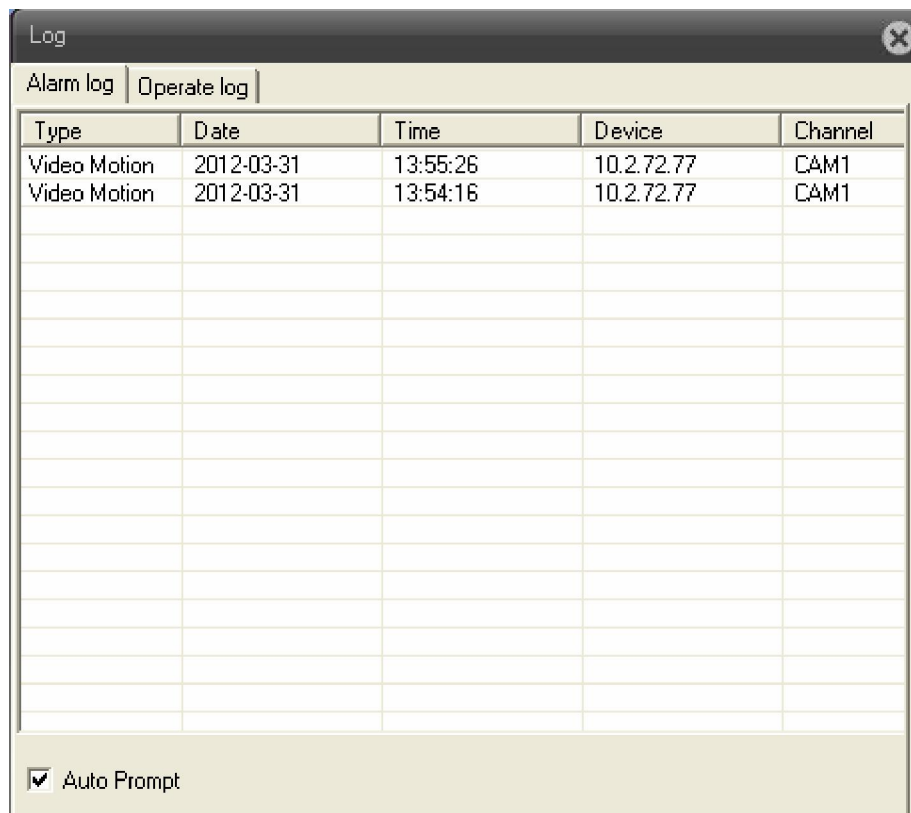 Log
Alarm log Operate log
Type Date Time Device Channel
Video Motion 2012-03-31 13:55:26 10.2.72.77 CAM1
Video Motion 2012-03-31 13:54:16 10.2.72.77 CAM1
Auto Prompt